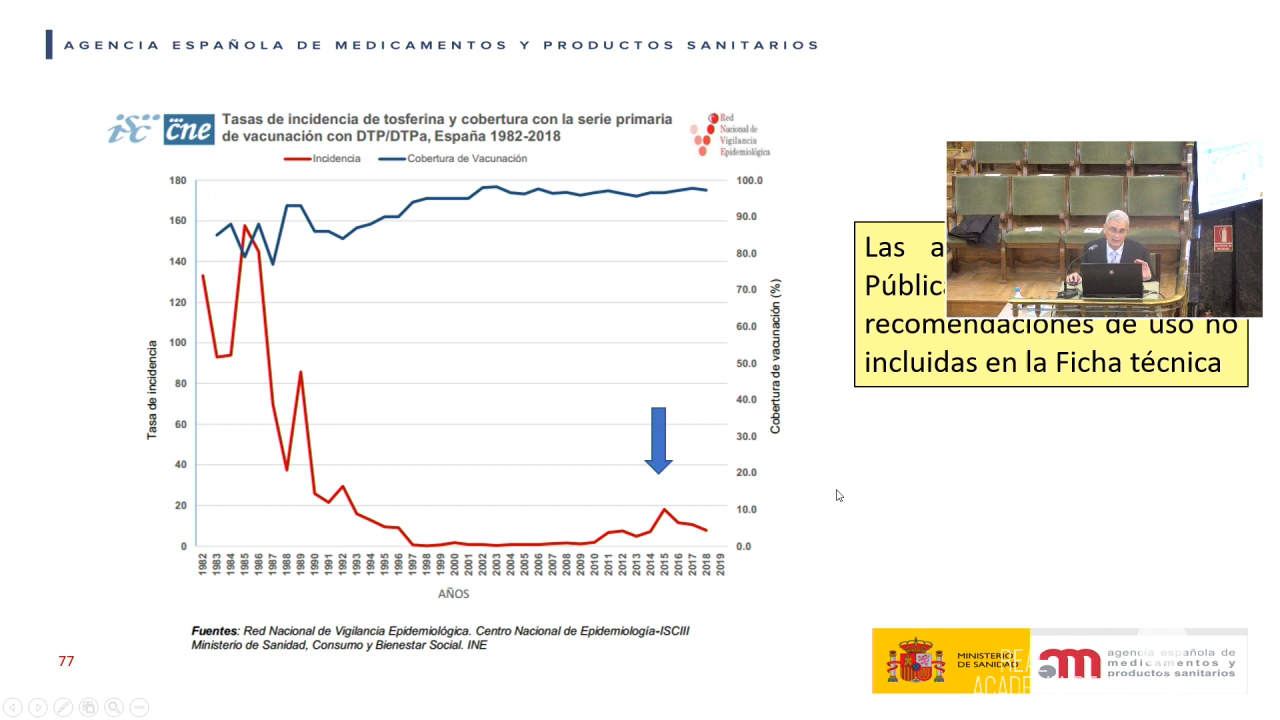 AGENCIA ESPAÑOLA DE MEDICAMENTOS Y PRODUCTOS SANITARIOS
isc cne
Tasas de incidencia de tosferina y cobertura con la serie primaria
de vacunación con DTP/DTPa, España 1982-2018
Red
Nacional de
Vigilancia
Epidemiológica
Incidencia
Cobertura de Vacunación
180
160
140
120
100
80
60
40
20
0
Tasa de incidencia
100.0
90.0
80.0
70.0
60.0
50.0
40.0
30.0
20.0
10.0
0.0
Cobertura de vacunación (%)
1982 1983 1984 1985 1986 1987 1988 1989 1990 1991 1992 1993 1994 1995 1996 1997 1998 1999 2000 2001 2002 2003 2004 2005 2006 2007 2008 2009 2010 2011 2012 2013 2014 2015 2016 2017 2018 2019
AÑOS
Fuentes: Red Nacional de Vigilancia Epidemiológica. Centro Nacional de Epidemiología-ISCIII
Ministerio de Sanidad, Consumo y Bienestar Social. INE
Las
recomendaciones de uso no
incluidas en la Ficha técnica
77
MINISTERIO
DE SANIDAD
agencia española de
medicamentos y
productos sanitarios